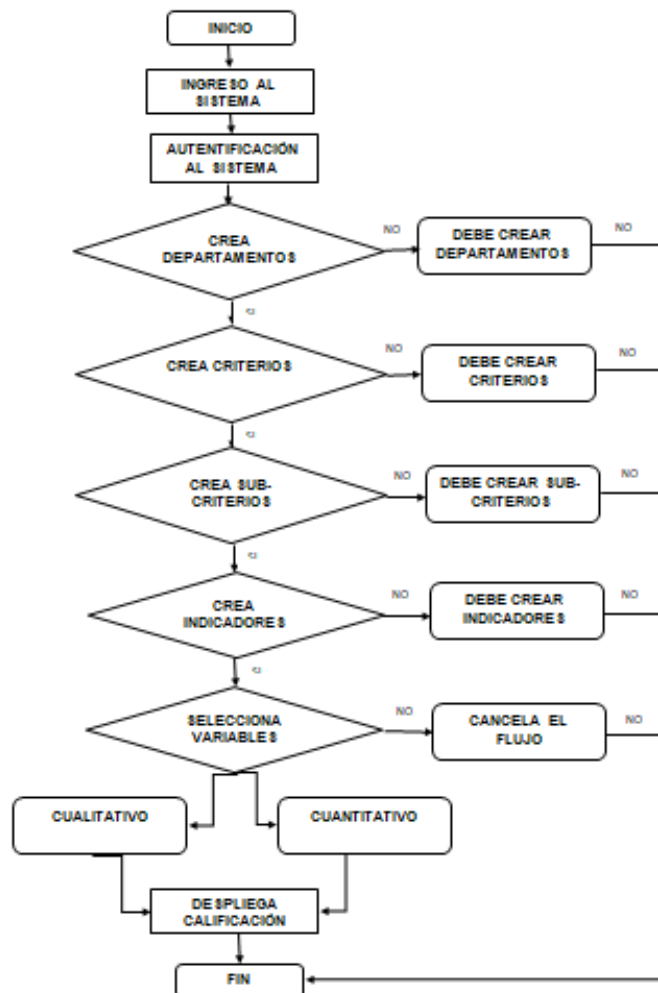 INICIO
INGRESO AL
SISTEMA
AUTENTIFICACIÓN
AL SISTEMA
CREA
DEPARTAMENTOS
NO
DEBE CREAR
DEPARTAMENTOS
NO
CREA CRITERIOS
NO
DEBE CREAR
CRITERIOS
NO
CREA SUB-
CRITERIOS
NO
DEBE CREAR SUB-
CRITERIOS
NO
CREA
INDICADORES
NO
DEBE CREAR
INDICADORES
NO
SELECCIONA
VARIABLES
NO
CANCELA EL
FLUJO
NO
CUALITATIVO
CUANTITATIVO
DESPLIEGA
CALIFICACIÓN
FIN